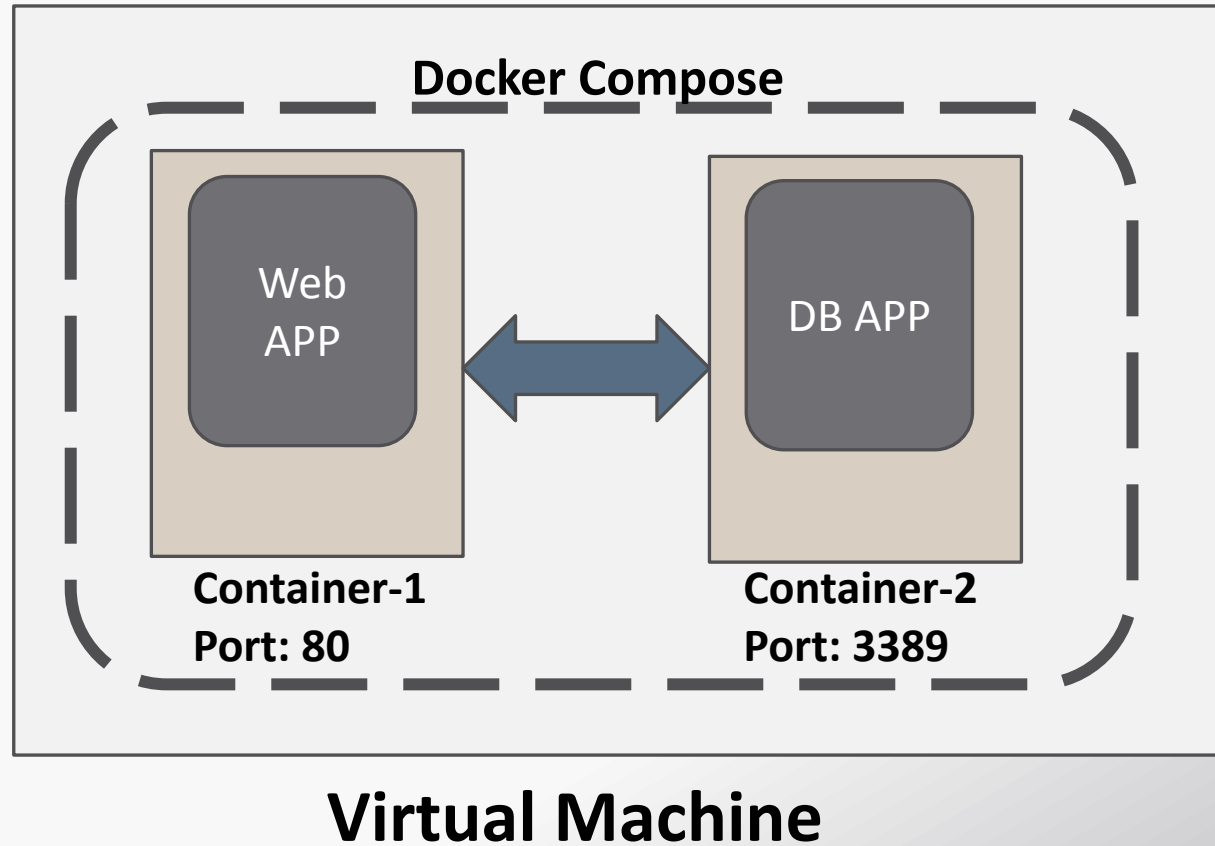 Docker Compose
Web
APP
DB APP
Container-1
Port: 80
Container-2
Port: 3389
Virtual Machine